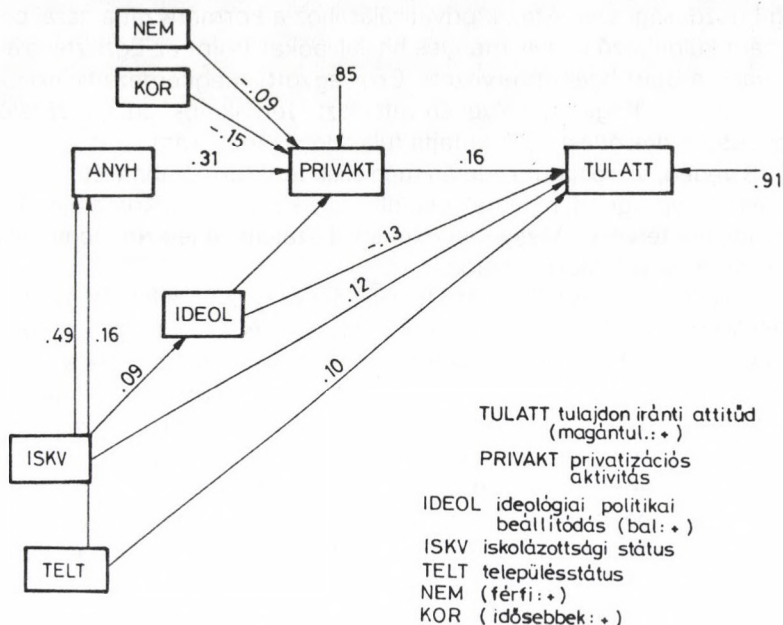 NEM
.09
.85
KOR
-.15
ANYH
.31
PRIVAKT
.16
TULATT
.91
-.13
.12
IDEOL
.49
.16
.09
.10
ISKV
TELT
TULATT tulajdon iránti attitűd
(magántul.: +)
PRIVAKT privatizációs
aktivitás
IDEOL ideológiai politikai
beállítódás (bal: +)
ISKV iskolázottsági státus
TELT településstátus
NEM (férfi: +)
KOR (idősebbek: +)